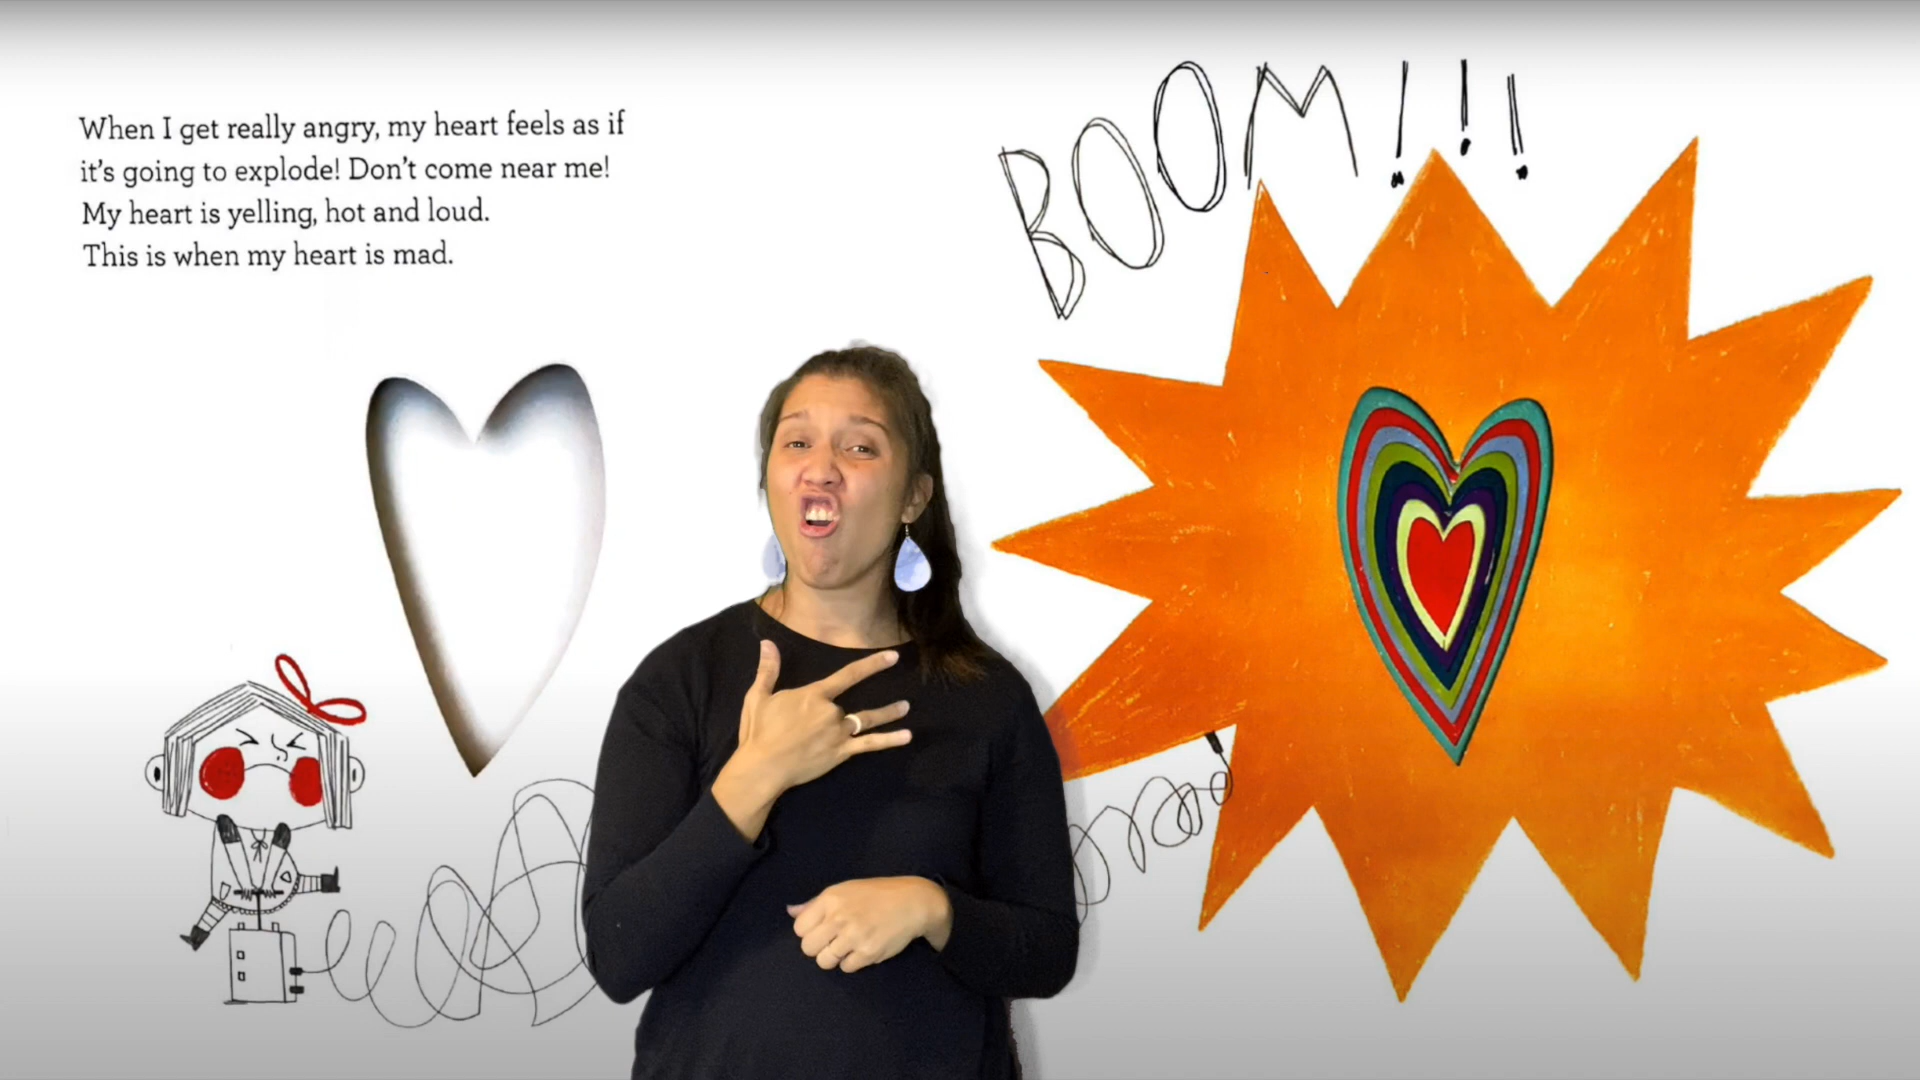 When I get really angry, my heart feels as if
it's going to explode! Don't come near me!
My heart is yelling, hot and loud.
This is when my heart is mad.
BOOM!!!